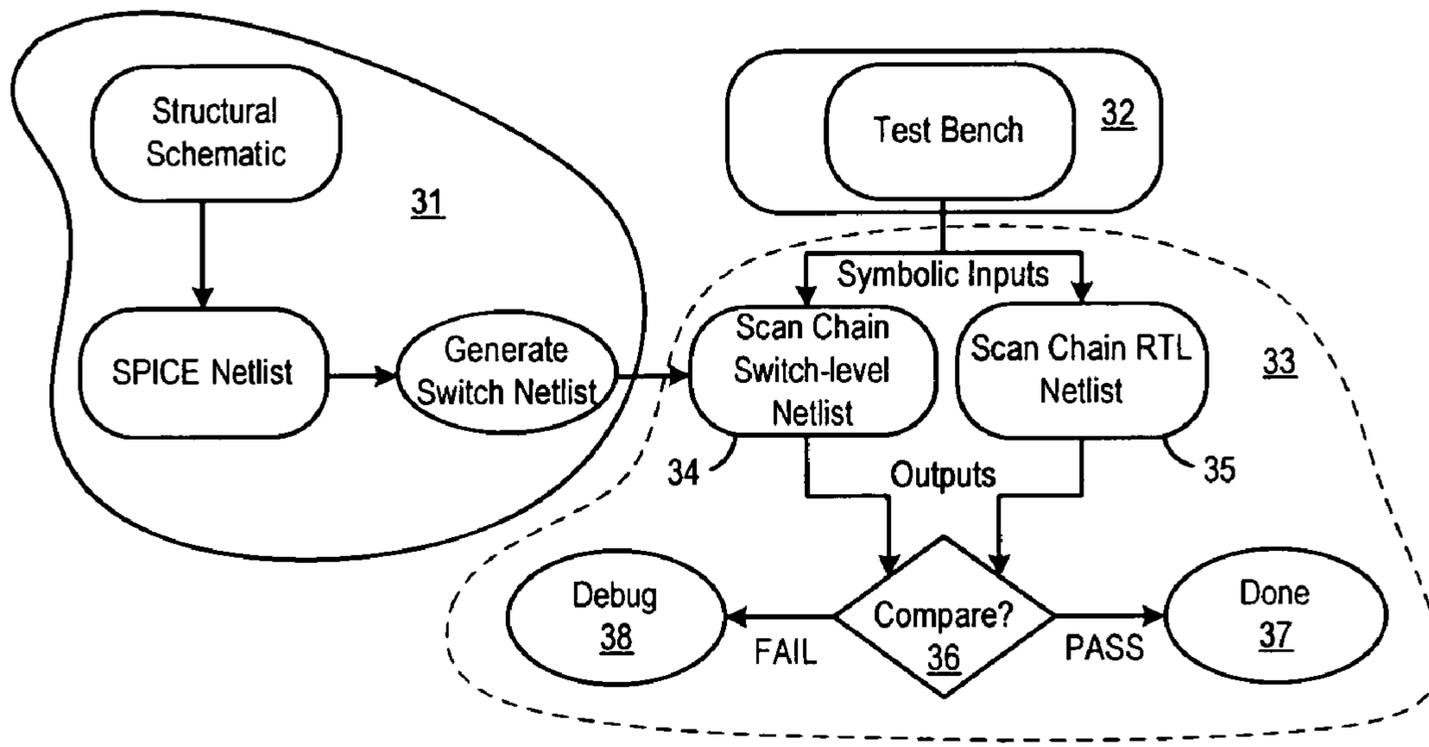 Structural
Schematic
31
SPICE Netlist
Generate
Switch Netlist
Test Bench
32
Symbolic Inputs
Scan Chain
Switch-level
Netlist
34
Scan Chain RTL
Netlist
35
33
Outputs
Compare?
36
FAIL
PASS
Debug
38
Done
37